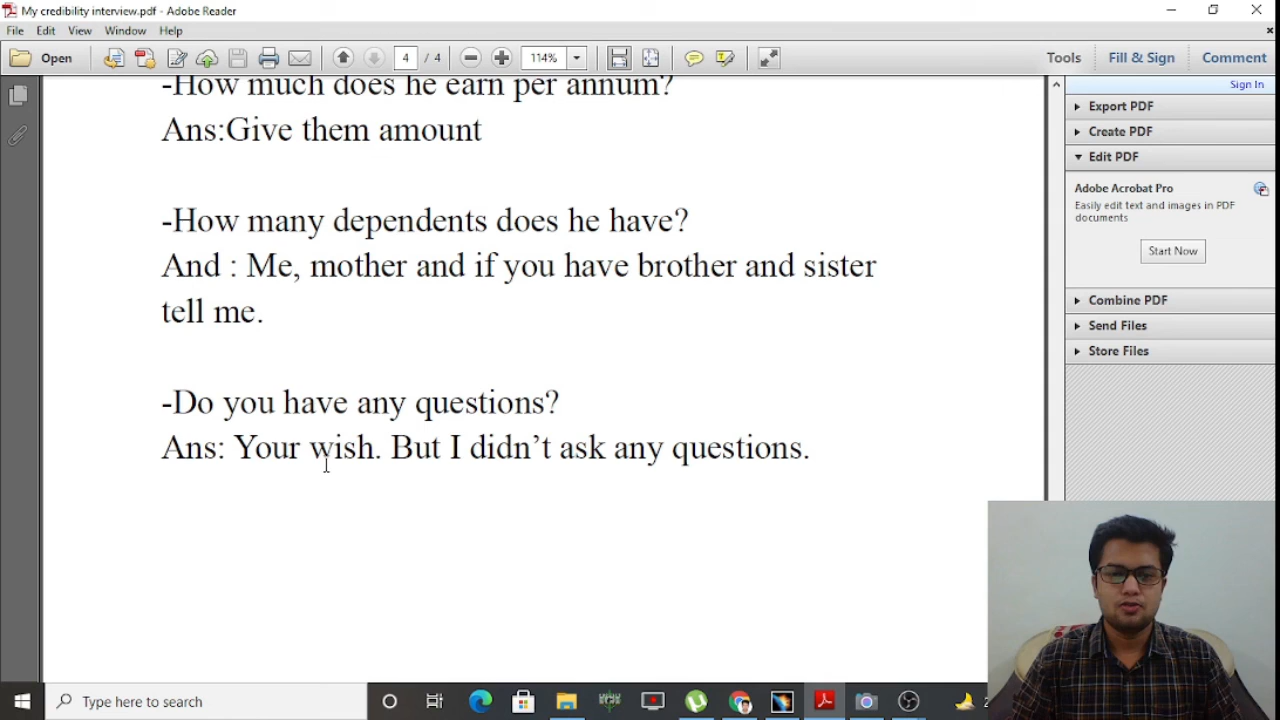 My credibility interview.pdf - Adobe Reader
File Edit View Window Help
Open 4 / 4 114% Tools Fill & Sign Comment
Sign In
-How much does he earn per annum?
Ans:Give them amount
-How many dependents does he have?
And : Me, mother and if you have brother and sister
tell me.
-Do you have any questions?
Ans: Your wish. But I didn't ask any questions.
Export PDF
Create PDF
Edit PDF
Adobe Acrobat Pro
Easily edit text and images in PDF
documents
Start Now
Combine PDF
Send Files
Store Files
Type here to search